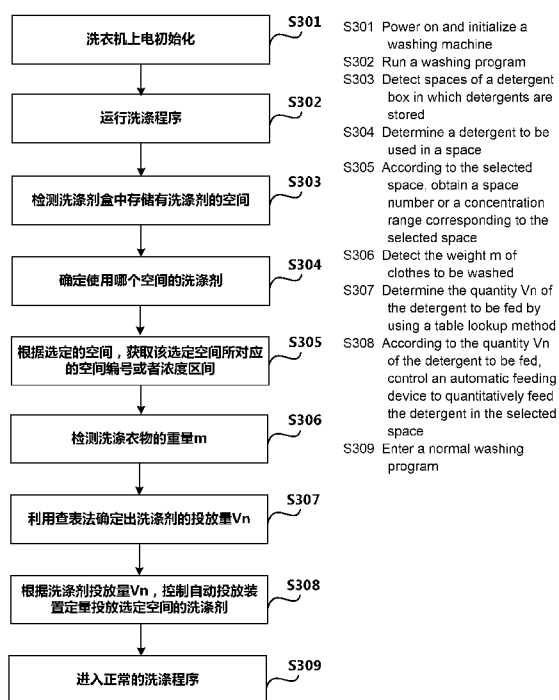 洗衣机上电初始化
S301
运行洗涤程序
S302
检测洗涤剂盒中存储有洗涤剂的空间
S303
确定使用哪个空间的洗涤剂
S304
根据选定的空间，获取该选定空间所对应
的空间编号或者浓度区间
S305
检测洗涤衣物的重量m
S306
利用查表法确定出洗涤剂的投放量Vn
S307
根据洗涤剂投放量Vn，控制自动投放装
置定量投放选定空间的洗涤剂
S308
进入正常的洗涤程序
S309
S301 Power on and initialize a
washing machine
S302 Run a washing program
S303 Detect spaces of a detergent
box in which detergents are
stored
S304 Determine a detergent to be
used in a space
S305 According to the selected
space, obtain a space
number or a concentration
range corresponding to the
selected space
S306 Detect the weight m of
clothes to be washed
S307 Determine the quantity Vn of
the detergent to be fed by
using a table lookup method
S308 According to the quantity Vn
of the detergent to be fed,
control an automatic feeding
device to quantitatively feed
the detergent in the selected
space
S309 Enter a normal washing
program